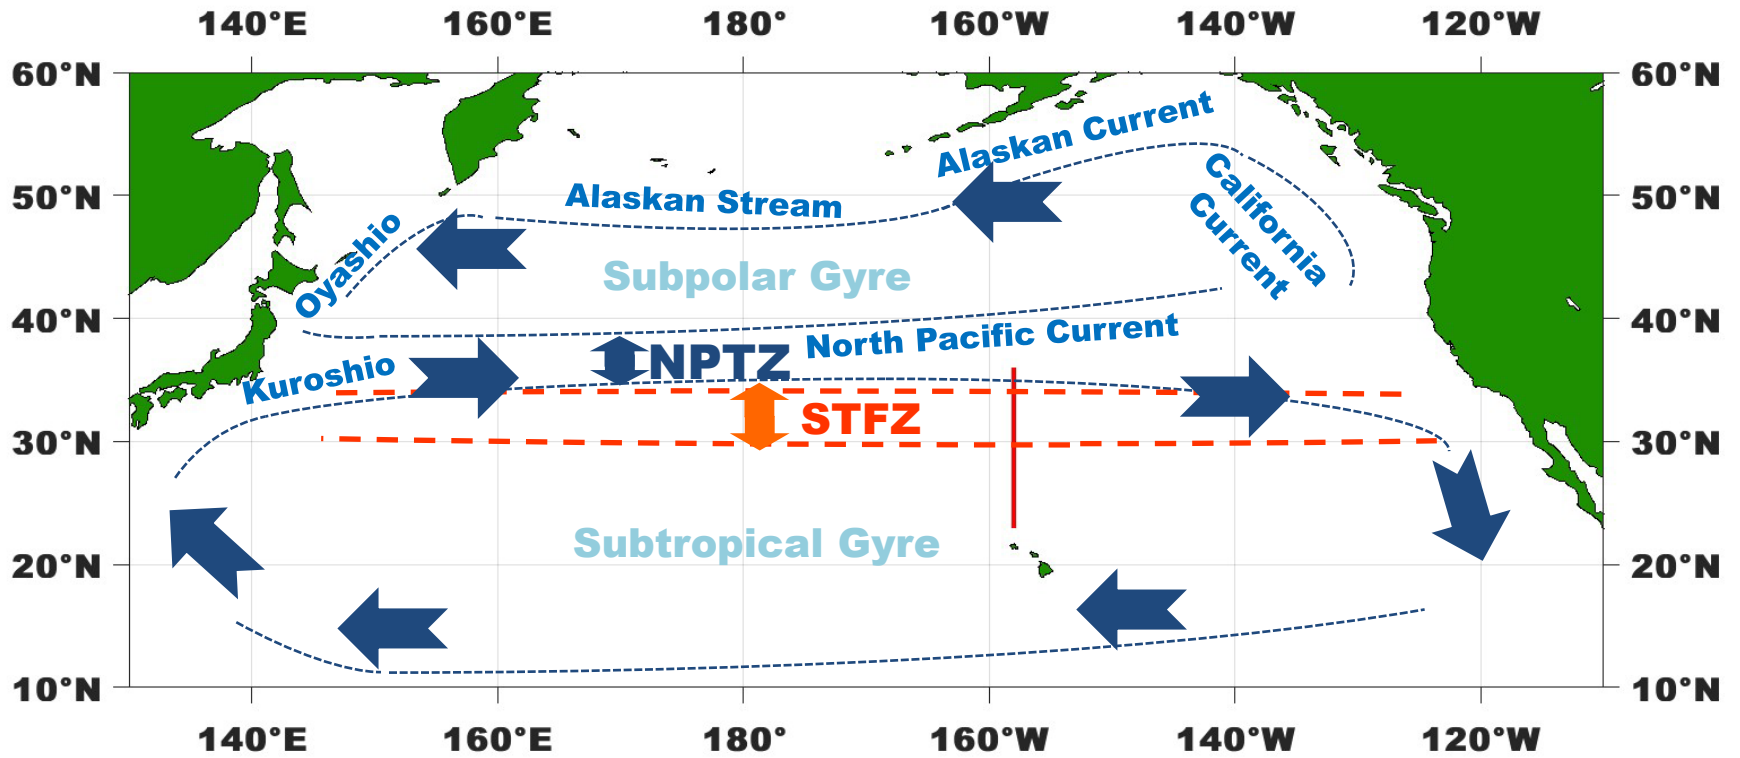 140°E 160°E 180° 160°W 140°W 120°W
60°N 60°N
Alaskan Current
50°N 50°N
Alaskan Stream
California
Current
Oyashio
Subpolar Gyre
40°N 40°N
North Pacific Current
NPTZ
Kuroshio
STFZ
30°N 30°N
Subtropical Gyre
20°N 20°N
10°N 10°N
140°E 160°E 180° 160°W 140°W 120°W